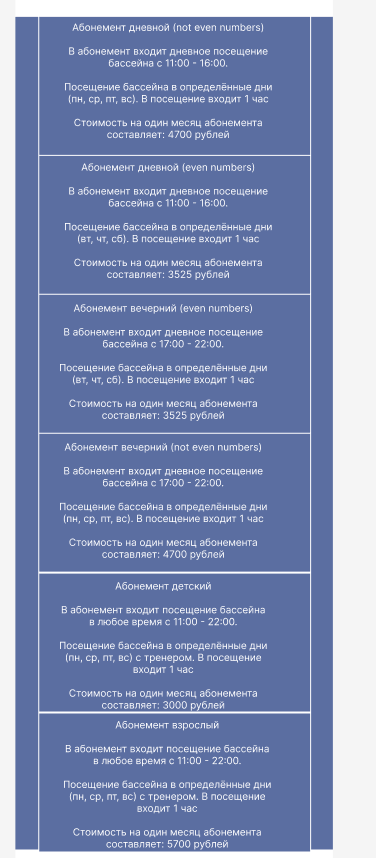 Абонемент дневной (not even numbers)
В абонемент входит дневное посещение
бассейна с 11:00 - 16:00.
Посещение бассейна в определённые дни
(пн, ср, пт, вс). В посещение входит 1 час
Стоимость на один месяц абонемента
составляет: 4700 рублей
Абонемент дневной (even numbers)
В абонемент входит дневное посещение
бассейна с 11:00 - 16:00.
Посещение бассейна в определённые дни
(вт, чт, сб). В посещение входит 1 час
Стоимость на один месяц абонемента
составляет: 3525 рублей
Абонемент вечерний (even numbers)
В абонемент входит дневное посещение
бассейна с 17:00 - 22:00.
Посещение бассейна в определённые дни
(вт, чт, сб). В посещение входит 1 час
Стоимость на один месяц абонемента
составляет: 3525 рублей
Абонемент вечерний (not even numbers)
В абонемент входит дневное посещение
бассейна с 17:00 - 22:00.
Посещение бассейна в определённые дни
(пн, ср, пт, вс). В посещение входит 1 час
Стоимость на один месяц абонемента
составляет: 4700 рублей
Абонемент детский
В абонемент входит посещение бассейна
в любое время с 11:00 - 22:00.
Посещение бассейна в определённые дни
(пн, ср, пт, вс) с тренером. В посещение
входит 1 час
Стоимость на один месяц абонемента
составляет: 3000 рублей
Абонемент взрослый
В абонемент входит посещение бассейна
в любое время с 11:00 - 22:00.
Посещение бассейна в определённые дни
(пн, ср, пт, вс) с тренером. В посещение
входит 1 час
Стоимость на один месяц абонемента
составляет: 5700 рублей